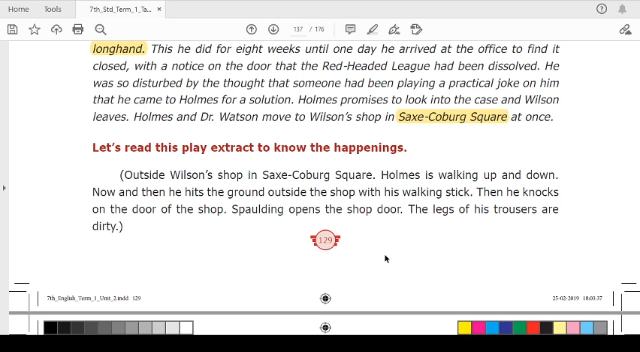 Home Tools 7th_Std_Term_1_Ta... ×
137 / 176
longhand. This he did for eight weeks until one day he arrived at the office to find it
closed, with a notice on the door that the Red-Headed League had been dissolved. He
was so disturbed by the thought that someone had been playing a practical joke on him
that he came to Holmes for a solution. Holmes promises to look into the case and Wilson
leaves. Holmes and Dr. Watson move to Wilson's shop in Saxe-Coburg Square at once.
Let's read this play extract to know the happenings.
(Outside Wilson's shop in Saxe-Coburg Square. Holmes is walking up and down.
Now and then he hits the ground outside the shop with his walking stick. Then he knocks
on the door of the shop. Spaulding opens the shop door. The legs of his trousers are
dirty.)
129
7th_English_Term_1_Unit_2.indd 129 25-02-2019 18:03:37